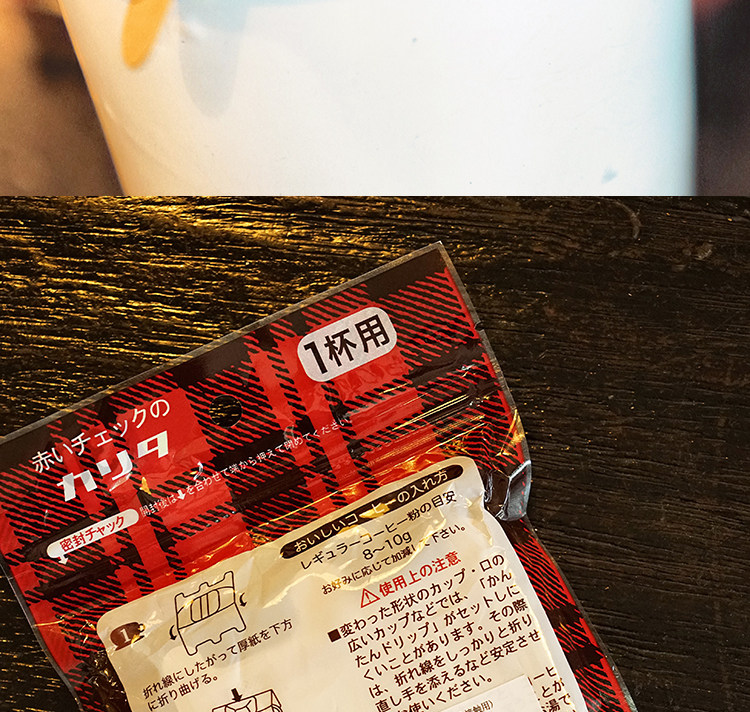 1杯用
赤いチェックの
カリタ
開封後は↓を合わせて端から押えて閉めてください
密封チャック
おいしいコーヒーの入れ方
レギュラーコーヒー粉の目安
8〜10g
お好みに応じて加減して下さい。
1
折れ線にしたがって厚紙を下方
に折り曲げる。
⚠使用上の注意
■変わった形状のカップ・口の
広いカップなどでは、「かん
たんドリップ」がセットしに
くいことがあります。その際
は、折れ線をしっかりと折り
直し手を添えるなど安定させ
使いください。